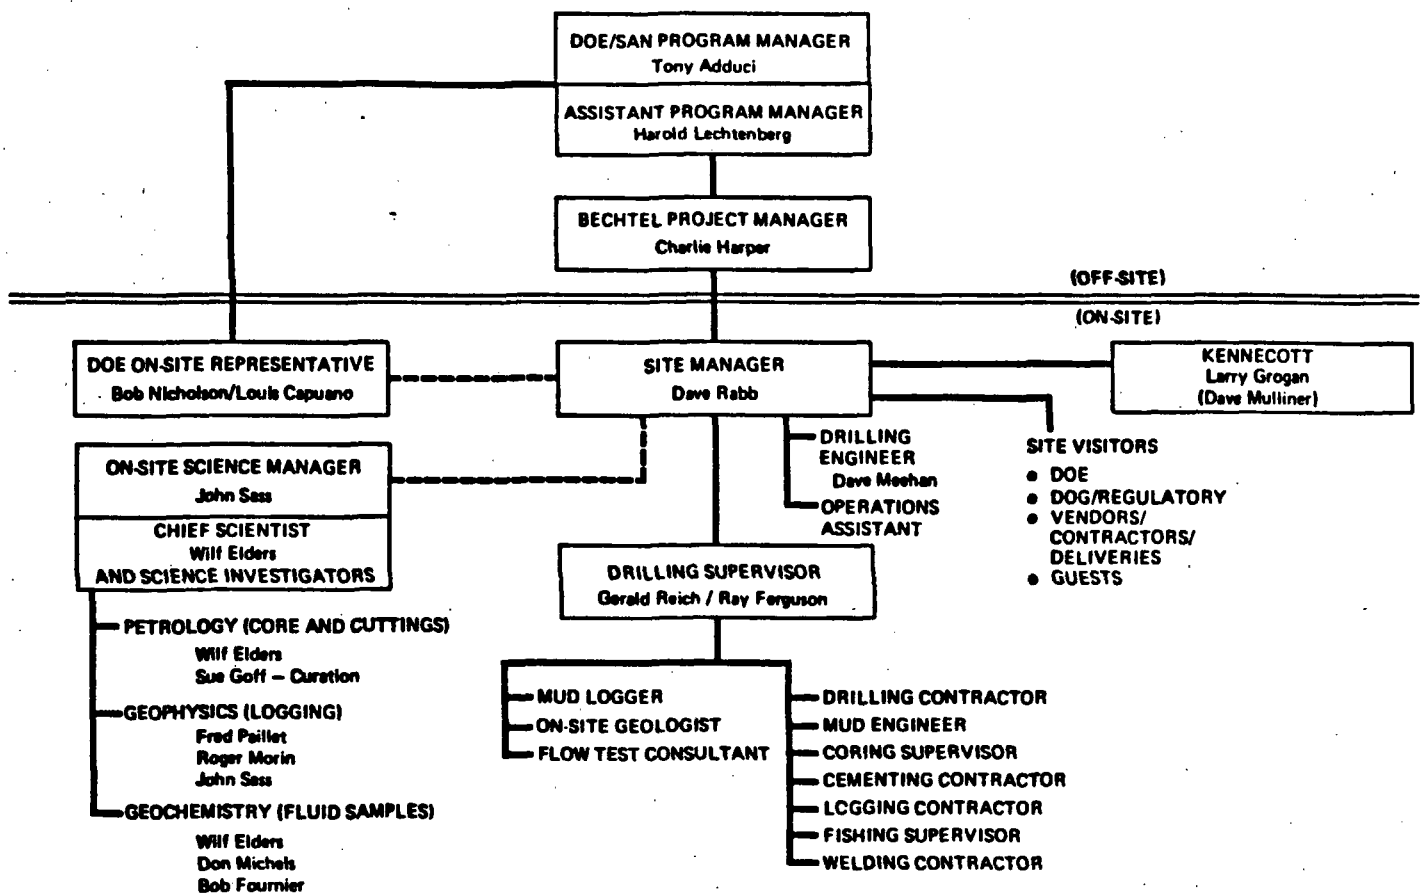 DOE/SAN PROGRAM MANAGER
Tony Adduci
ASSISTANT PROGRAM MANAGER
Harold Lechtenberg
BECHTEL PROJECT MANAGER
Charlie Harper
(OFF-SITE)
(ON-SITE)
DOE ON-SITE REPRESENTATIVE
Bob Nicholson/Louis Capuano
SITE MANAGER
Dave Rabb
KENNECOTT
Larry Grogan
(Dave Mulliner)
ON-SITE SCIENCE MANAGER
John Sass
CHIEF SCIENTIST
Wilf Elders
AND SCIENCE INVESTIGATORS
DRILLING
ENGINEER
Dave Meehan
OPERATIONS
ASSISTANT
SITE VISITORS
● DOE
● DOG/REGULATORY
● VENDORS/
CONTRACTORS/
DELIVERIES
● GUESTS
DRILLING SUPERVISOR
Gerald Reich / Ray Ferguson
PETROLOGY (CORE AND CUTTINGS)
Wilf Elders
Sue Goff – Curation
GEOPHYSICS (LOGGING)
Fred Paillet
Roger Morin
John Sass
GEOCHEMISTRY (FLUID SAMPLES)
Wilf Elders
Don Michels
Bob Fournier
MUD LOGGER
ON-SITE GEOLOGIST
FLOW TEST CONSULTANT
DRILLING CONTRACTOR
MUD ENGINEER
CORING SUPERVISOR
CEMENTING CONTRACTOR
LOGGING CONTRACTOR
FISHING SUPERVISOR
WELDING CONTRACTOR